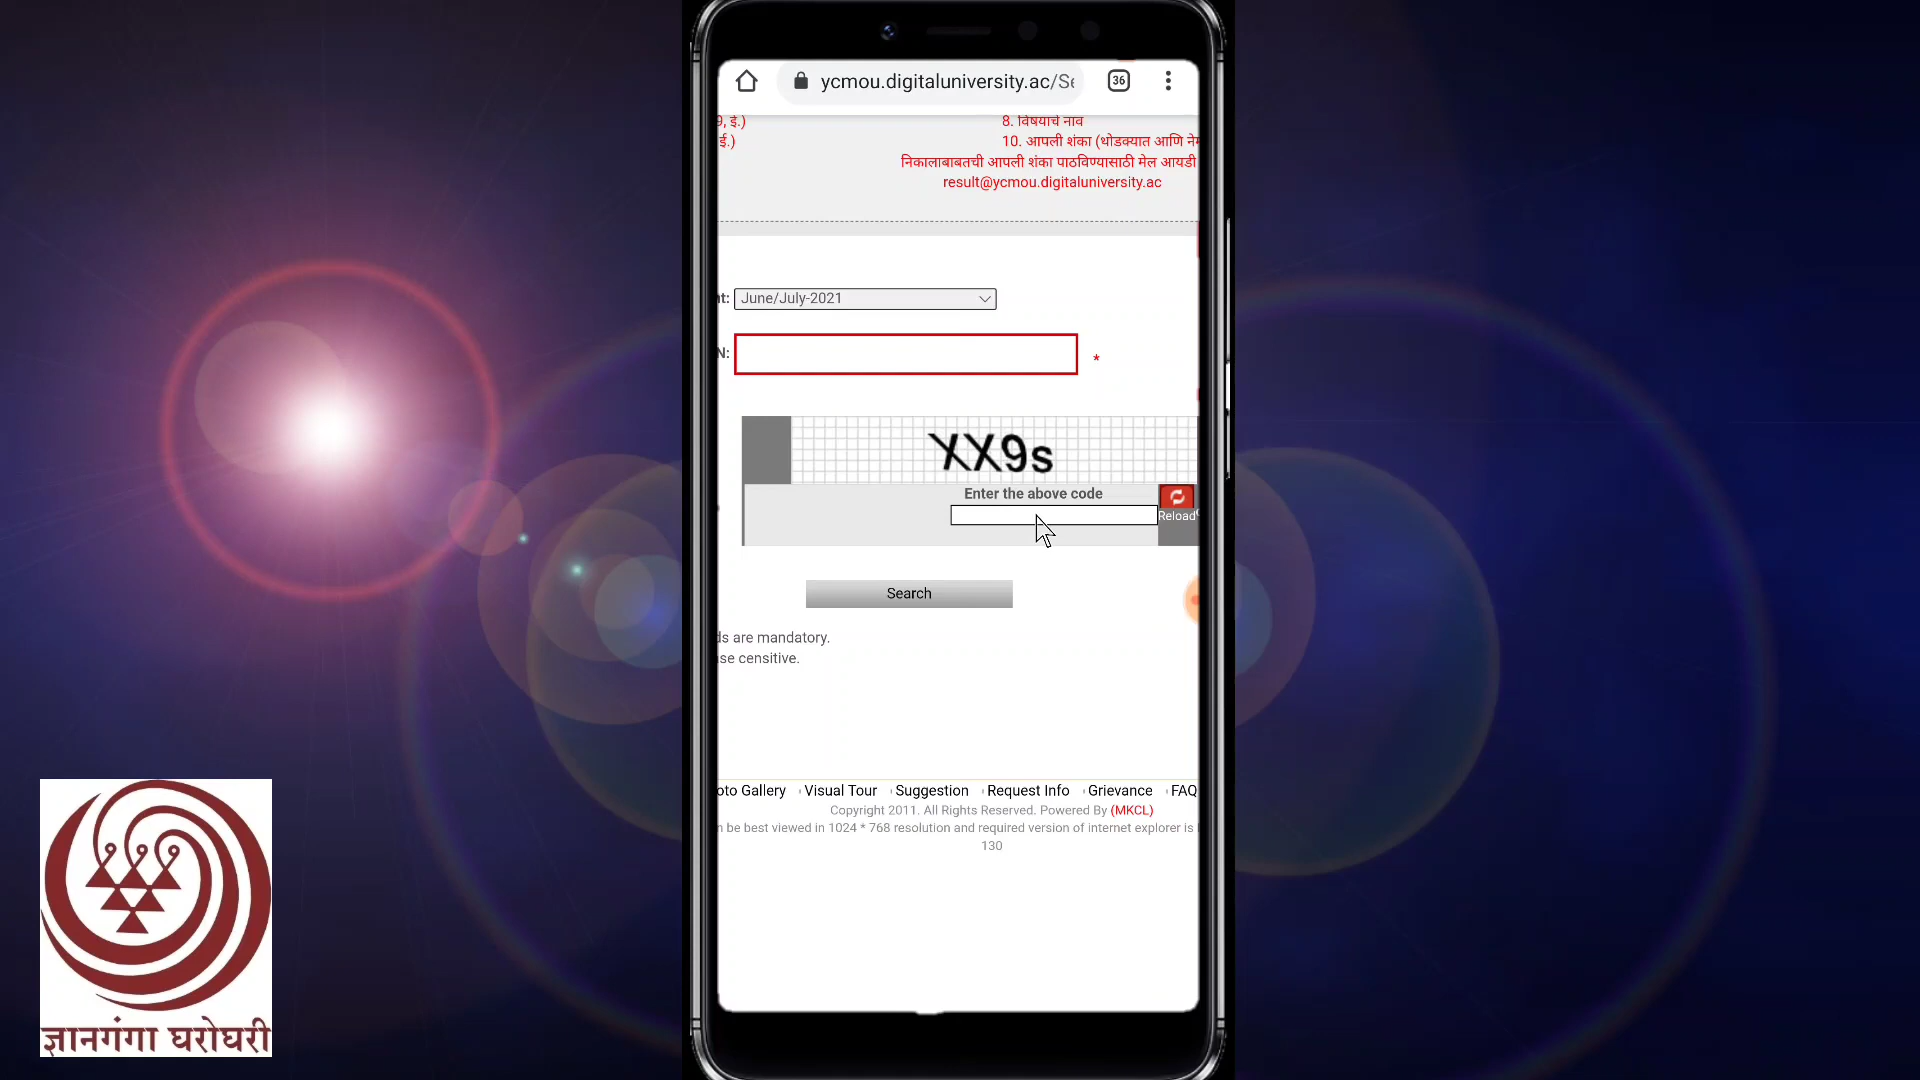 ycmou.digitaluniversity.ac/Se
36
9, ई.)
8. विषयाचे नाव
ई.)
10. आपली शंका (थोडक्यात आणि नेम
निकालाबाबतची आपली शंका पाठविण्यासाठी मेल आयडी
result@ycmou.digitaluniversity.ac
nt:
June/July-2021
N:
*
XX9s
Enter the above code
Reload
Search
ds are mandatory.
use censitive.
oto Gallery
Visual Tour
Suggestion
Request Info
Grievance
FAQ
Copyright 2011. All Rights Reserved. Powered By (MKCL)
n be best viewed in 1024 * 768 resolution and required version of internet explorer is
130
ज्ञानगंगा घरोघरी